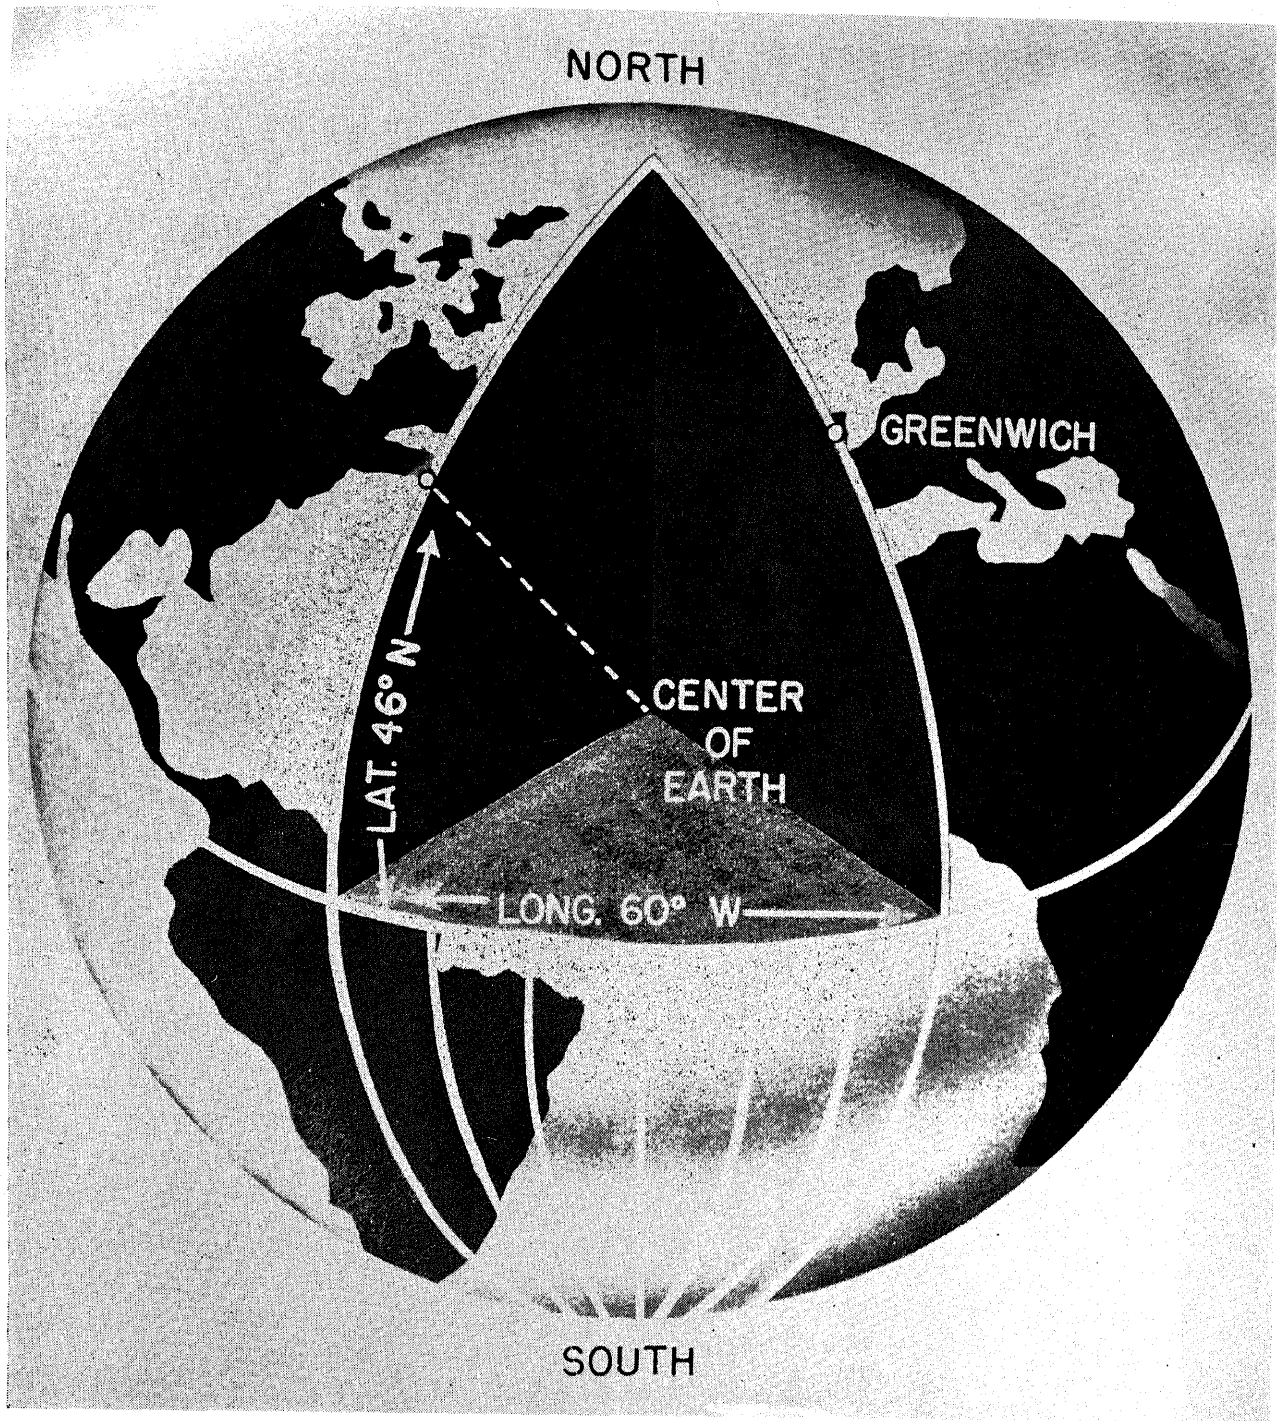 NORTH
GREENWICH
LAT. 46° N
CENTER
OF
EARTH
LONG. 60° W
SOUTH